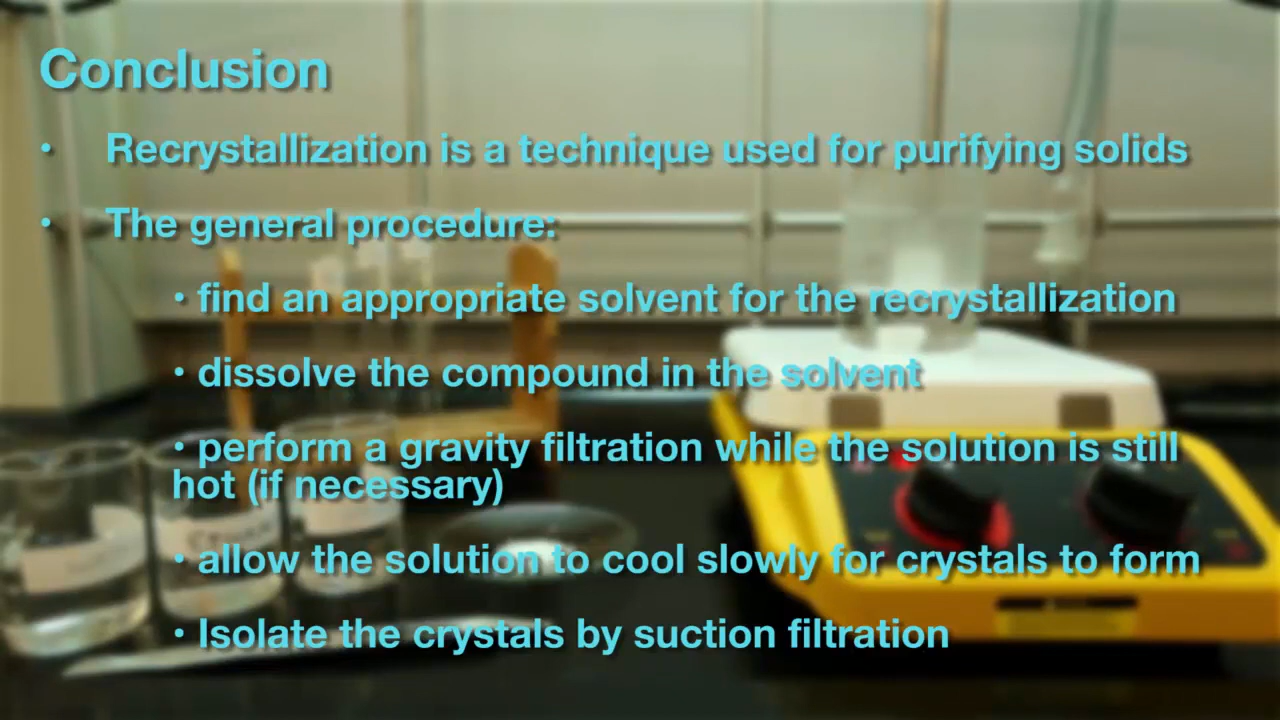 Conclusion
• Recrystallization is a technique used for purifying solids
• The general procedure:
• find an appropriate solvent for the recrystallization
• dissolve the compound in the solvent
• perform a gravity filtration while the solution is still
hot (if necessary)
• allow the solution to cool slowly for crystals to form
• Isolate the crystals by suction filtration